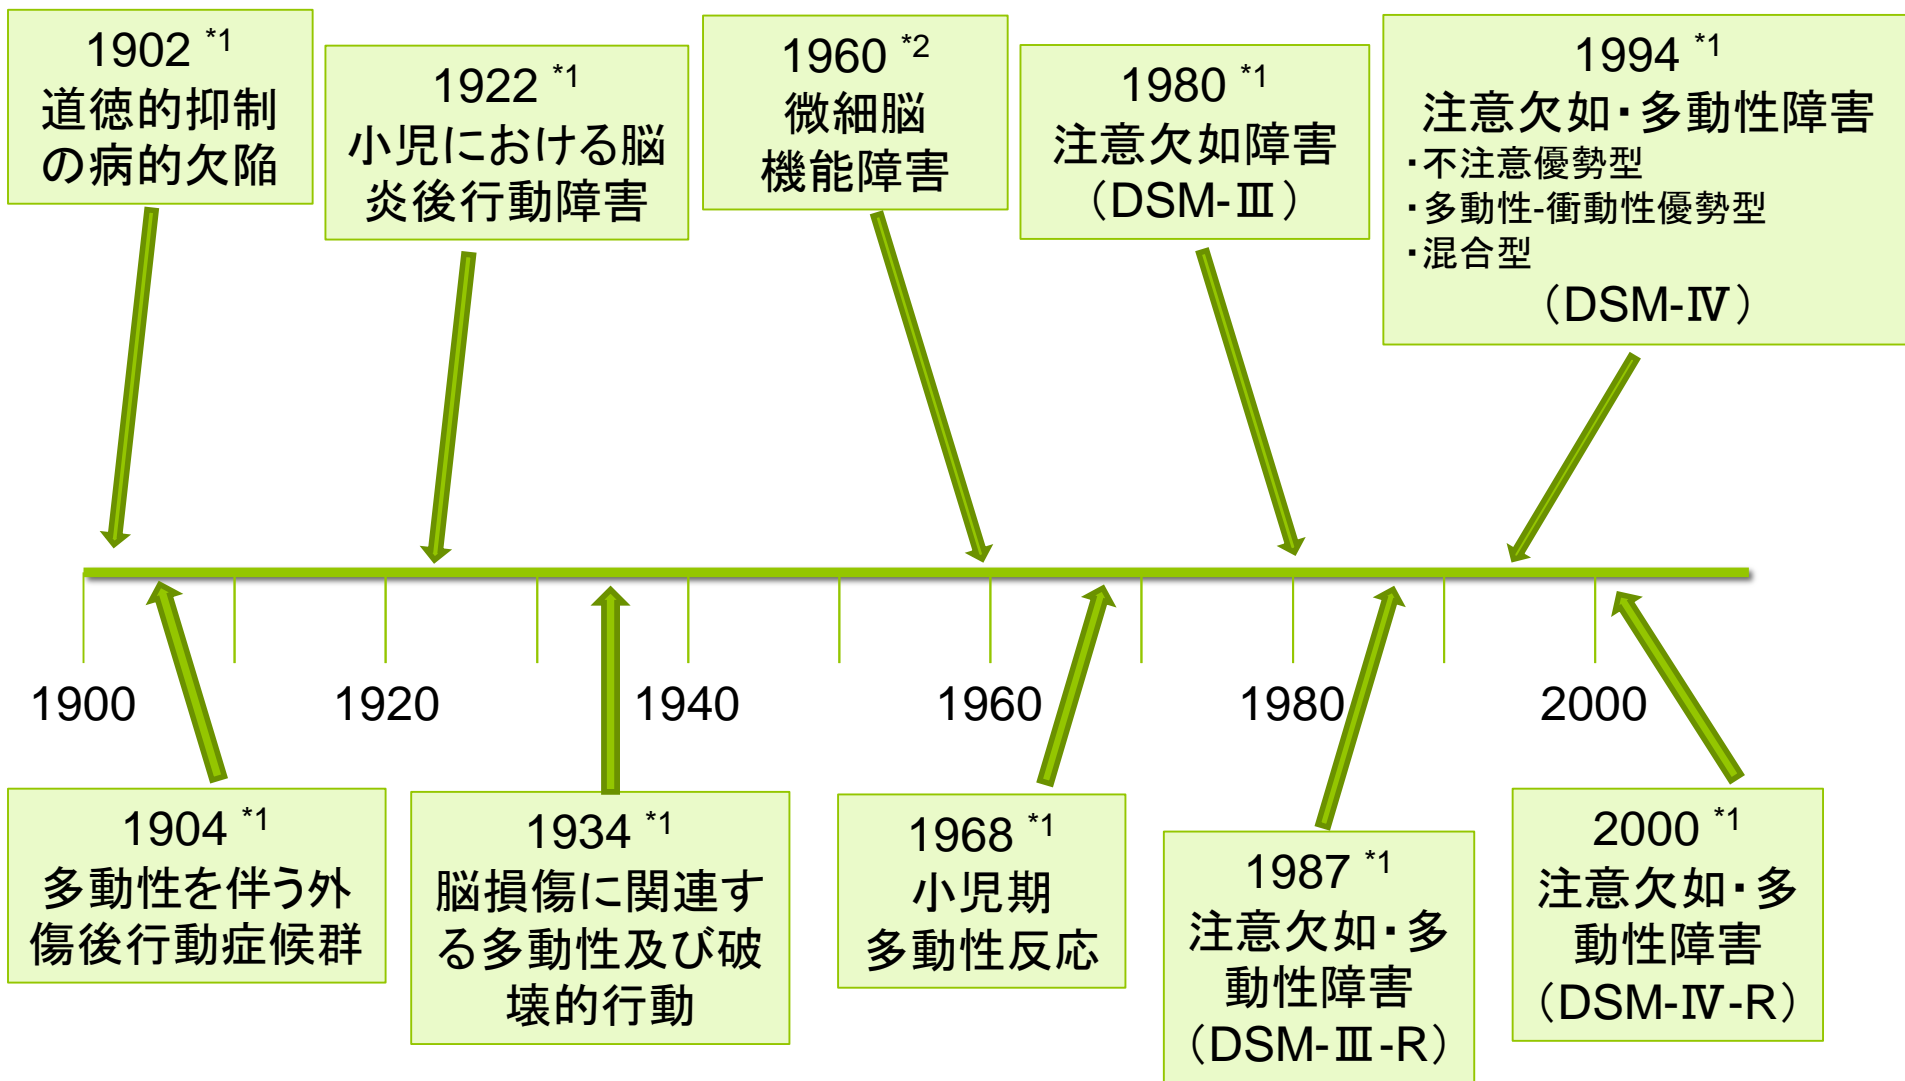 1902 *1
道徳的抑制
の病的欠陥
1922 *1
小児における脳
炎後行動障害
1960 *2
微細脳
機能障害
1980 *1
注意欠如障害
（DSM-Ⅲ）
1994 *1
注意欠如・多動性障害
・不注意優勢型
・多動性-衝動性優勢型
・混合型
（DSM-Ⅳ）
1900
1920
1940
1960
1980
2000
1904 *1
多動性を伴う外
傷後行動症候群
1934 *1
脳損傷に関連す
る多動性及び破
壊的行動
1968 *1
小児期
多動性反応
1987 *1
注意欠如・多
動性障害
（DSM-Ⅲ-R）
2000 *1
注意欠如・多
動性障害
（DSM-Ⅳ-R）